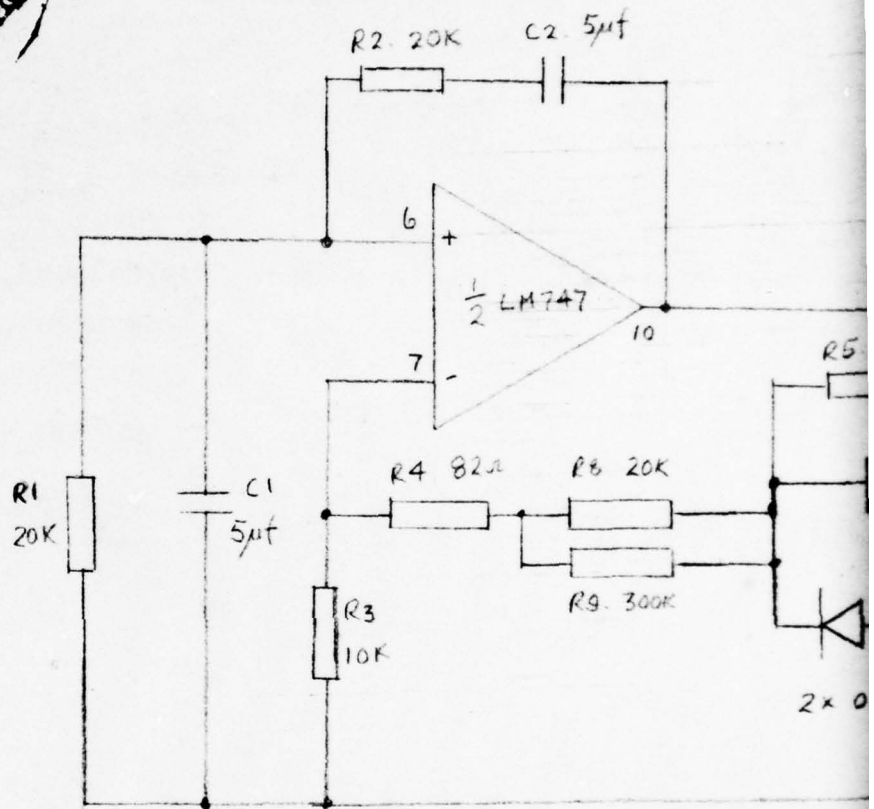 R2. 20K
C2. 5µf
6
+
1/2 LM747
10
7
-
R5
R4 82Ω
R8 20K
R1
20K
C1
5µf
R9. 300K
R3
10K
2 x 0